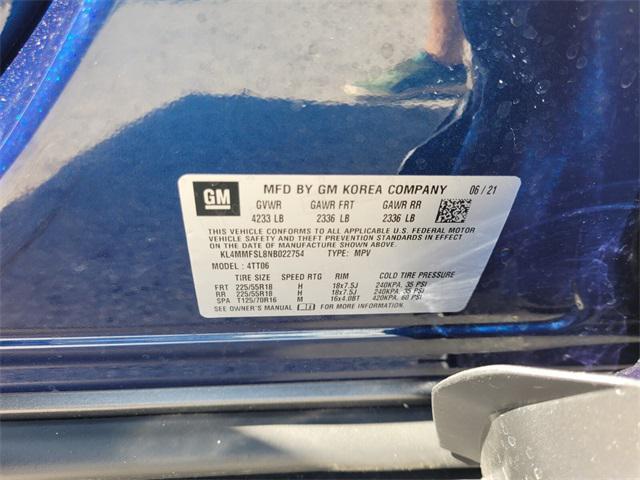 GM MFD BY GM KOREA COMPANY 06/21
GVWR GAWR FRT GAWR RR
4233 LB 2336 LB 2336 LB
THIS VEHICLE CONFORMS TO ALL APPLICABLE U.S. FEDERAL MOTOR
VEHICLE SAFETY AND THEFT PREVENTION STANDARDS IN EFFECT
ON THE DATE OF MANUFACTURE SHOWN ABOVE.
KL4MMFSL8NB022754 TYPE: MPV
MODEL: 4TT06
TIRE SIZE SPEED RTG RIM COLD TIRE PRESSURE
FRT 225/55R18 H 18x7.5J 240KPA, 35 PSI
RR 225/55R18 H 18x7.5J 240KPA, 35 PSI
SPA T125/70R16 M 16x4.0BT 420KPA, 60 PSI
SEE OWNER'S MANUAL FOR MORE INFORMATION.